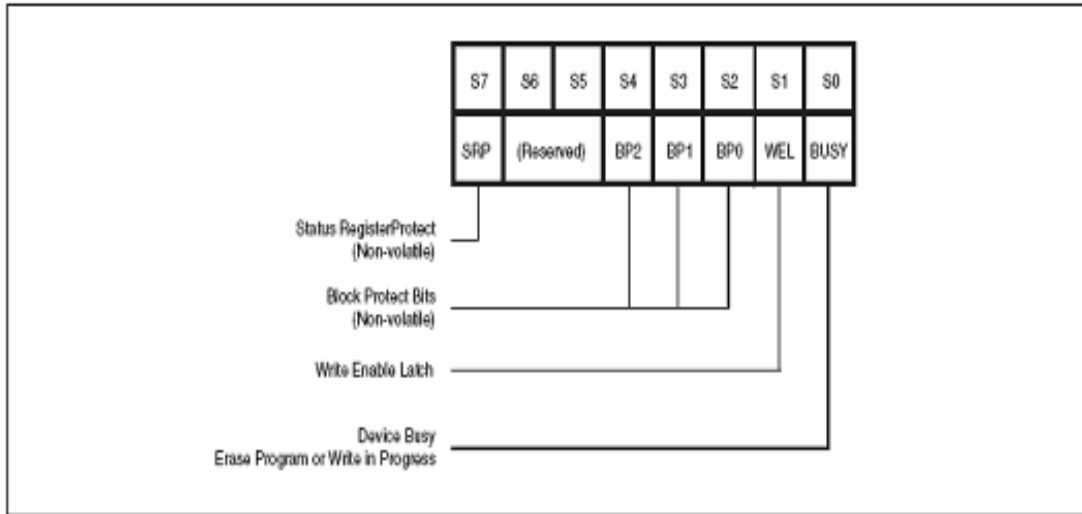 S7 S6 S5 S4 S3 S2 S1 S0
SRP (Reserved) BP2 BP1 BP0 WEL BUSY
Status RegisterProtect
(Non-volatile)
Block Protect Bits
(Non-volatile)
Write Enable Latch
Device Busy
Erase Program or Write in Progress